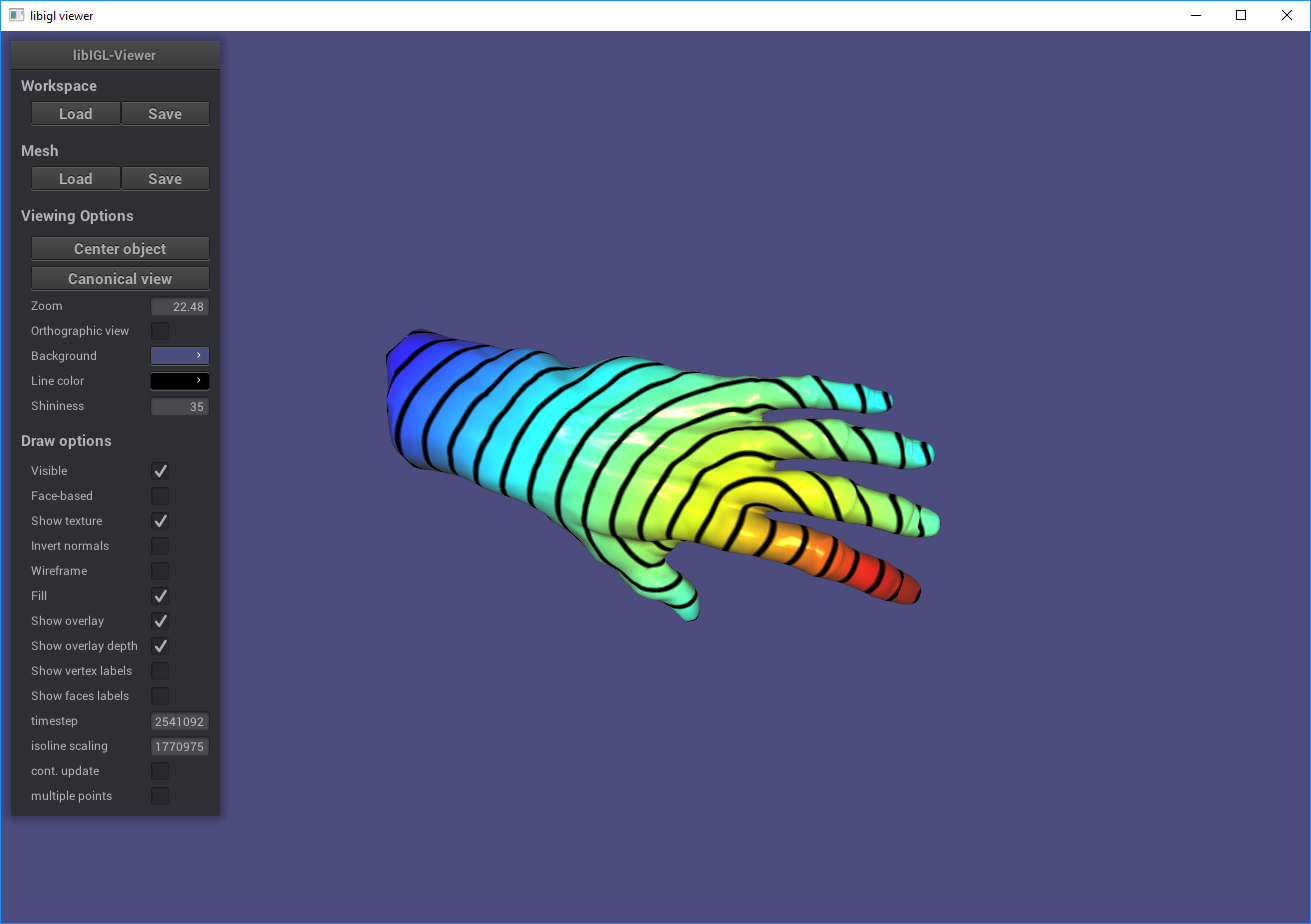 libigl viewer
libIGL-Viewer
Workspace
Load Save
Mesh
Load Save
Viewing Options
Center object
Canonical view
Zoom 22.48
Orthographic view
Background
Line color
Shininess 35
Draw options
Visible
Face-based
Show texture
Invert normals
Wireframe
Fill
Show overlay
Show overlay depth
Show vertex labels
Show faces labels
timestep 2541092
isoline scaling 1770975
cont. update
multiple points